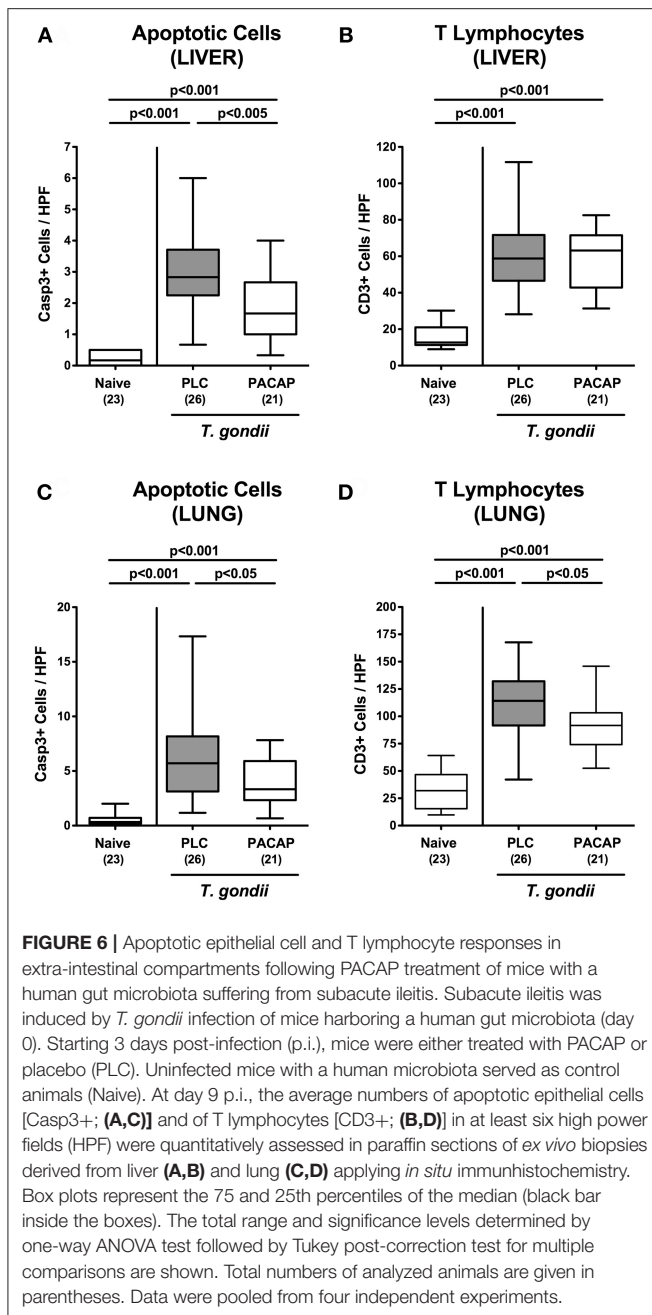 A
Apoptotic Cells
(LIVER)
p<0.001
p<0.001
p<0.005
Casp3+ Cells / HPF
7
6
5
4
3
2
1
0
Naive
(23)
PLC
(26)
PACAP
(21)
T. gondii
B
T Lymphocytes
(LIVER)
p<0.001
p<0.001
CD3+ Cells / HPF
120
100
80
60
40
20
0
Naive
(23)
PLC
(26)
PACAP
(21)
T. gondii
C
Apoptotic Cells
(LUNG)
p<0.001
p<0.001
p<0.05
Casp3+ Cells / HPF
20
15
10
5
0
Naive
(23)
PLC
(26)
PACAP
(21)
T. gondii
D
T Lymphocytes
(LUNG)
p<0.001
p<0.001
p<0.05
CD3+ Cells / HPF
200
175
150
125
100
75
50
25
0
Naive
(23)
PLC
(26)
PACAP
(21)
T. gondii
FIGURE 6 | Apoptotic epithelial cell and T lymphocyte responses in
extra-intestinal compartments following PACAP treatment of mice with a
human gut microbiota suffering from subacute ileitis. Subacute ileitis was
induced by T. gondii infection of mice harboring a human gut microbiota (day
0). Starting 3 days post-infection (p.i.), mice were either treated with PACAP or
placebo (PLC). Uninfected mice with a human microbiota served as control
animals (Naive). At day 9 p.i., the average numbers of apoptotic epithelial cells
[Casp3+; (A,C)] and of T lymphocytes [CD3+; (B,D)] in at least six high power
fields (HPF) were quantitatively assessed in paraffin sections of ex vivo biopsies
derived from liver (A,B) and lung (C,D) applying in situ immunhistochemistry.
Box plots represent the 75 and 25th percentiles of the median (black bar
inside the boxes). The total range and significance levels determined by
one-way ANOVA test followed by Tukey post-correction test for multiple
comparisons are shown. Total numbers of analyzed animals are given in
parentheses. Data were pooled from four independent experiments.